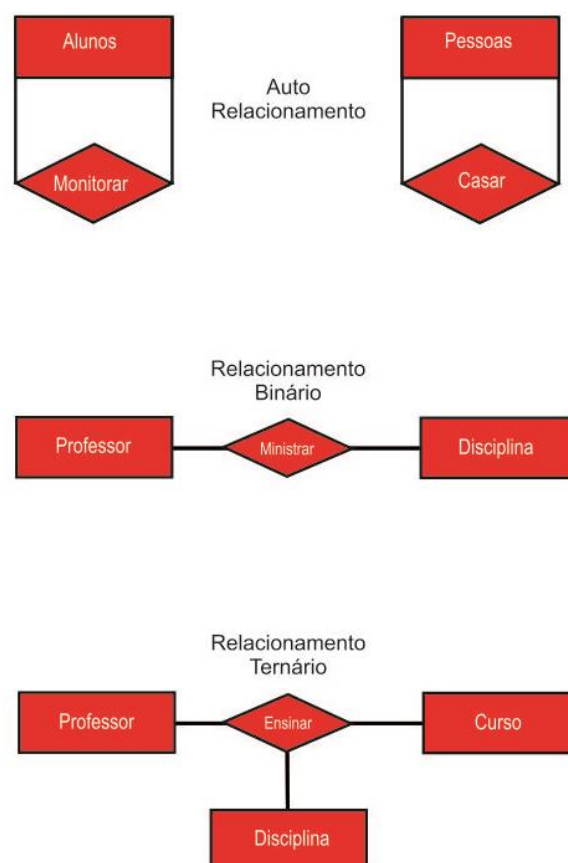 Alunos
Pessoas
Auto
Relacionamento
Monitorar
Casar
Relacionamento
Binário
Professor
Ministrar
Disciplina
Relacionamento
Ternário
Professor
Ensinar
Curso
Disciplina